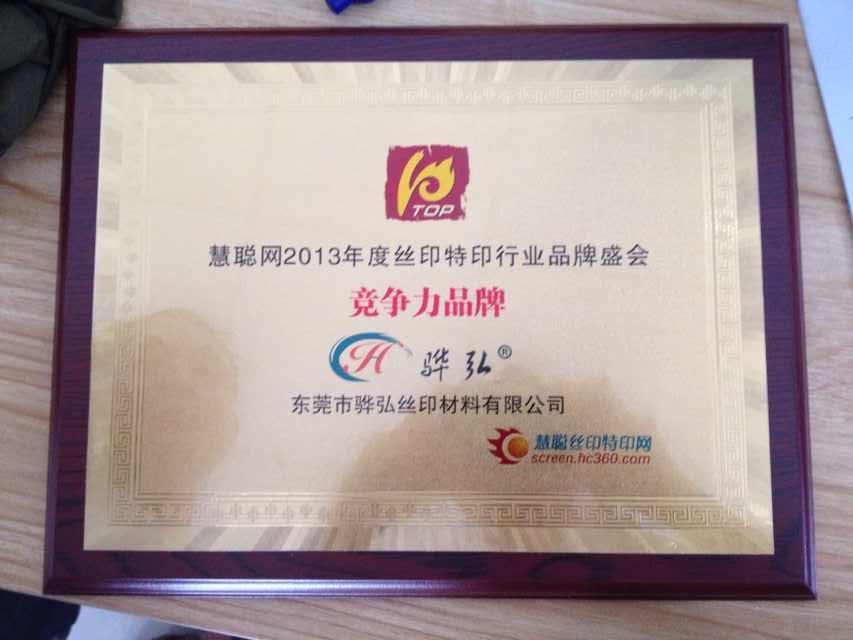 TOP
慧聪网2013年度丝印特印行业品牌盛会
竞争力品牌
H 骅弘®
东莞市骅弘丝印材料有限公司
慧聪丝印特印网
screen.hc360.com